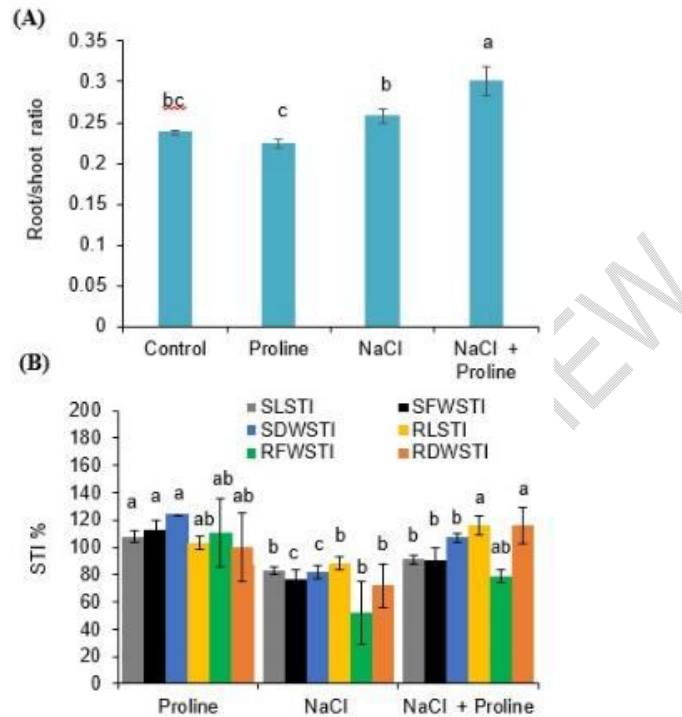 (A)
0.35
0.3
0.25
0.2
0.15
0.1
0.05
0
Root/shoot ratio
bc
c
b
a
Control Proline NaCl NaCl + Proline
(B)
200
180
160
140
120
100
80
60
40
20
0
STI %
SLSTI SFWSTI
SDWSTI RLSTI
RFWSTI RDWSTI
a a a ab ab ab
b c c b b b
b b b a ab a
Proline NaCl NaCl + Proline